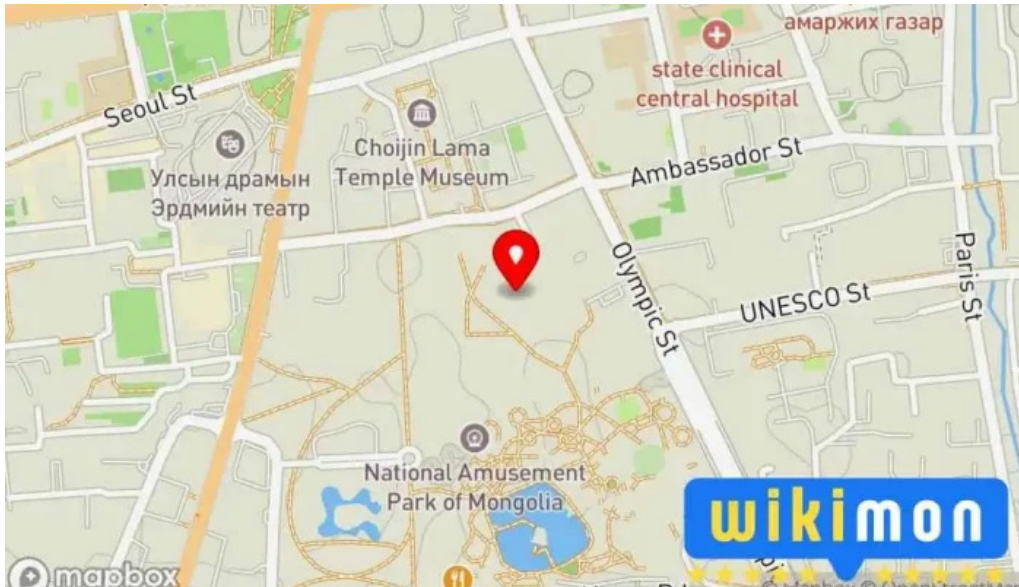 амаржих газар
state clinical
central hospital
Seoul St
Choijin Lama
Temple Museum
Ambassador St
Улсын драмын
Эрдмийн театр
Olympic St
Paris St
UNESCO St
National Amusement
Park of Mongolia
wikimon
mapbox